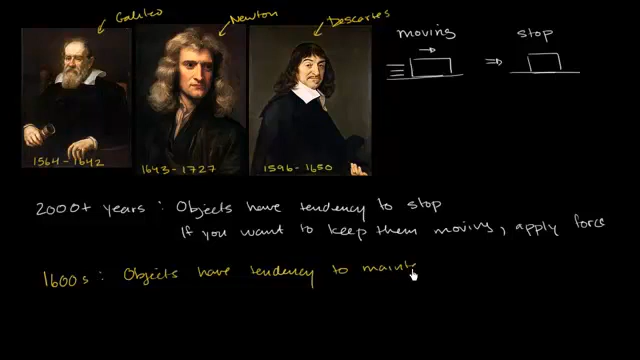 Galileo
Newton
Descartes
moving
stop
1564 - 1642
1643 - 1727
1596 - 1650
2000+ years : Objects have tendency to stop
If you want to keep them moving, apply force
1600s : Objects have tendency to mainta